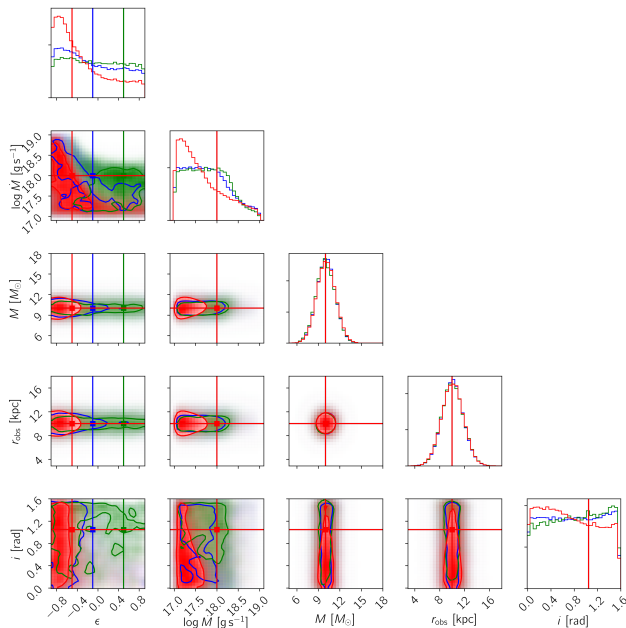 19.0
18.5
18.0
17.5
17.0
log Ṁ [g s⁻¹]
18
15
12
9
6
M [M⊙]
16
12
8
4
r_obs [kpc]
1.6
1.2
0.8
0.4
0.0
i [rad]
−0.8 −0.4 0.0 0.4 0.8
ϵ
17.0 17.5 18.0 18.5 19.0
log Ṁ [g s⁻¹]
6 9 12 15 18
M [M⊙]
4 8 12 16
r_obs [kpc]
0.0 0.4 0.8 1.2 1.6
i [rad]